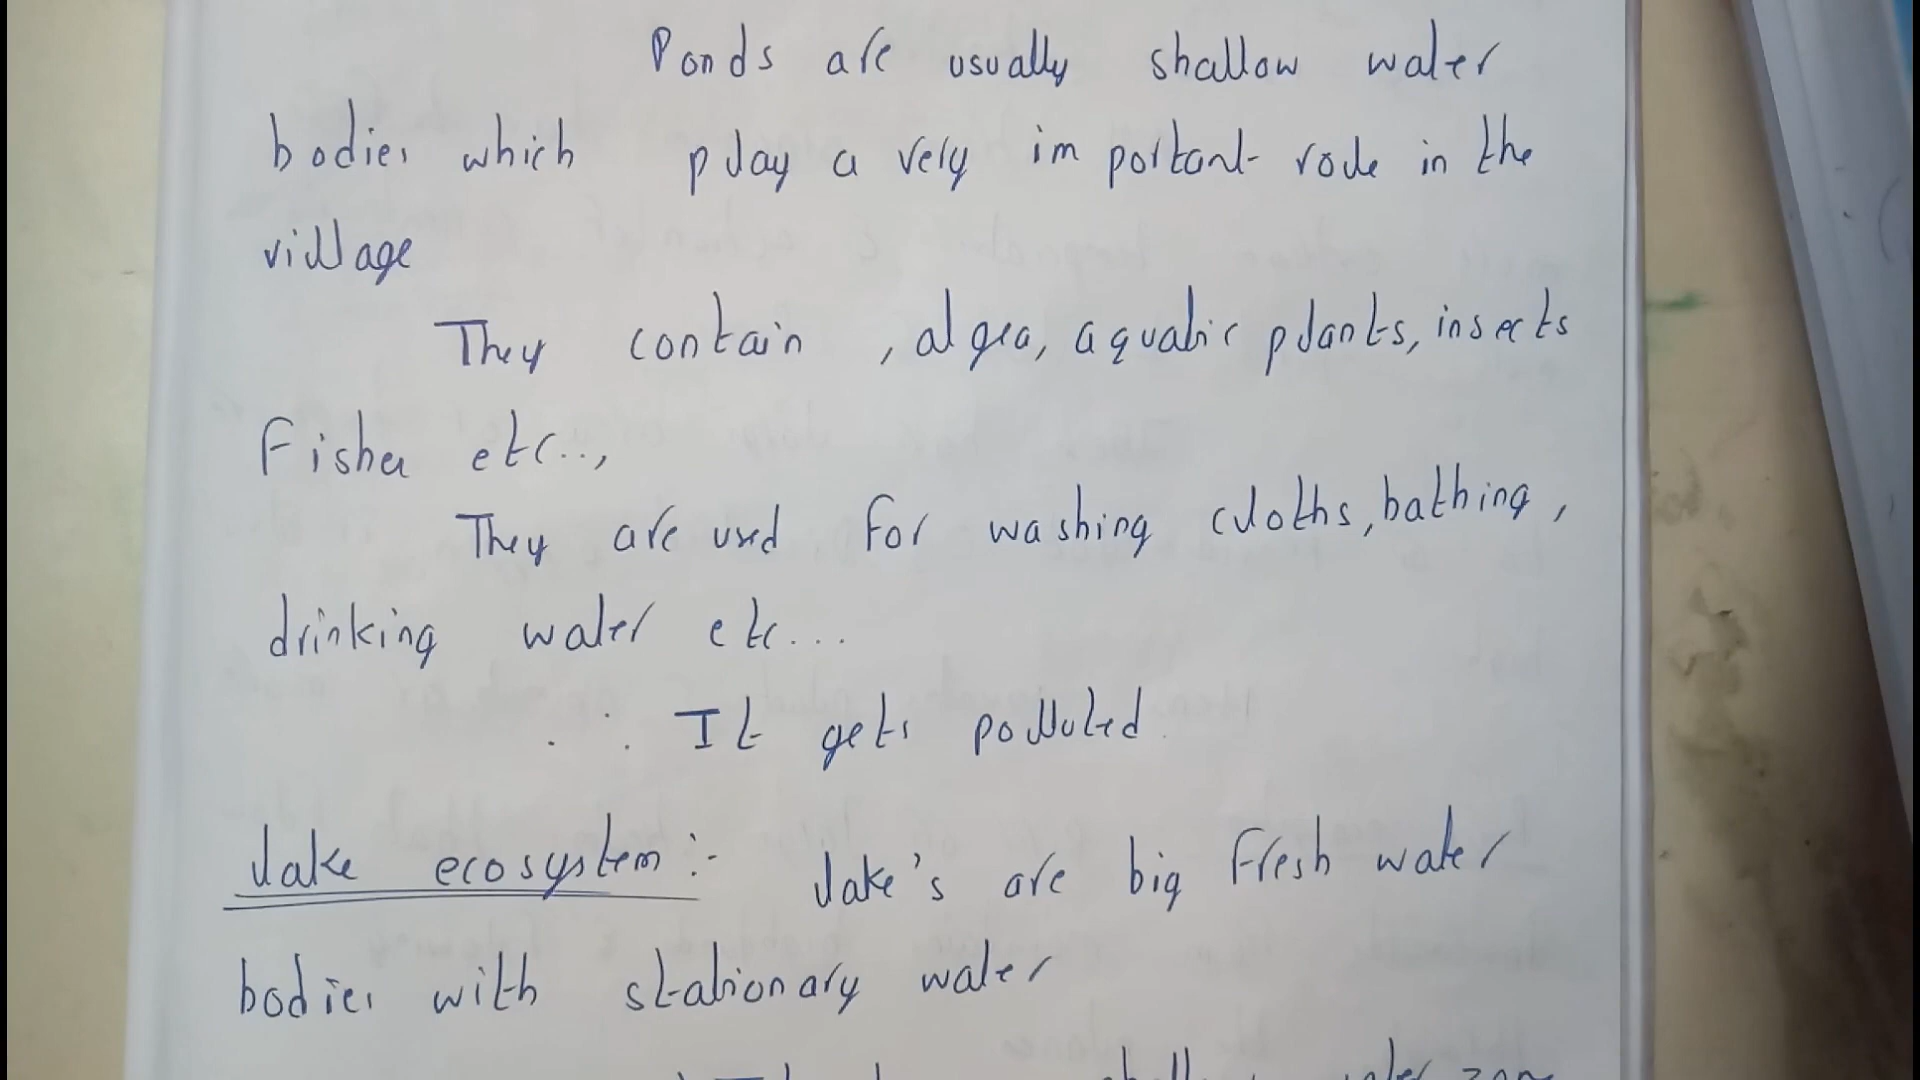 Ponds are usually shallow water
bodies which play a very important role in the
village
They contain , algea, aquatic plants, insects
Fishes etc..,
They are used for washing cloths, bathing,
drinking water etc...
. ˙ . It gets polluted
Lake ecosystem :- Lake's are big Fresh water
bodies with stationary water